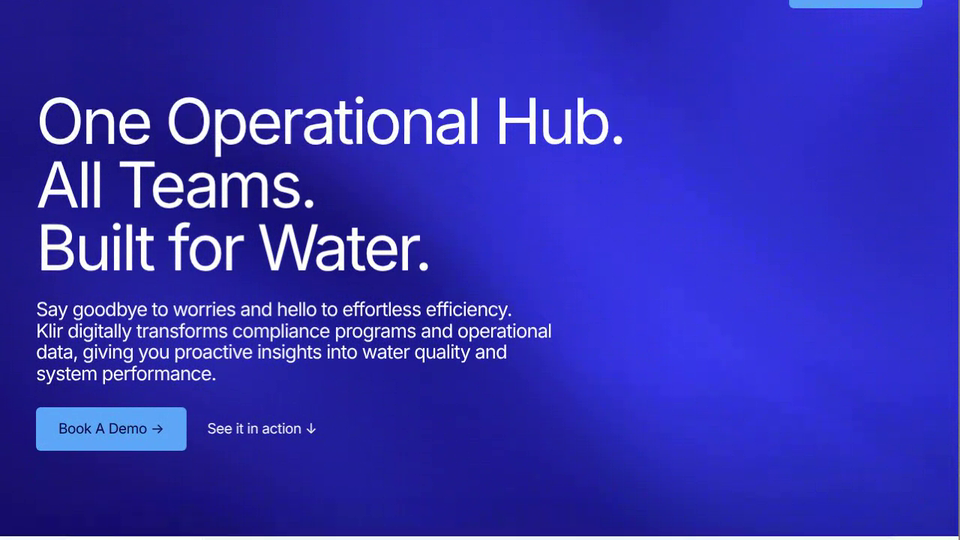 One Operational Hub.
All Teams.
Built for Water.
Say goodbye to worries and hello to effortless efficiency.
Klir digitally transforms compliance programs and operational
data, giving you proactive insights into water quality and
system performance.
Book A Demo →
See it in action ↓